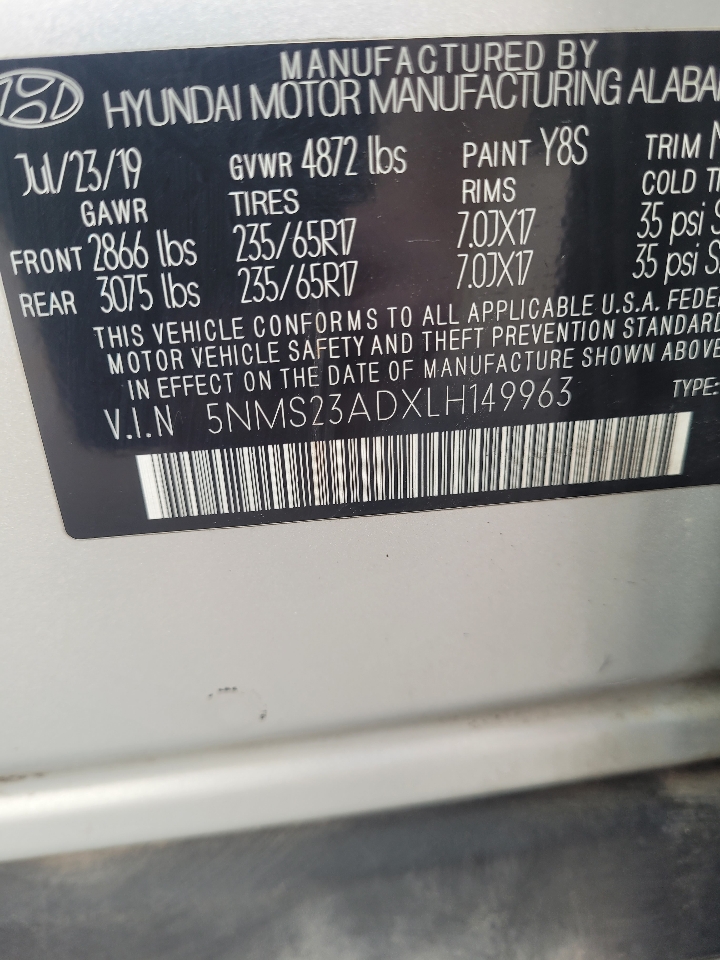 MANUFACTURED BY
HYUNDAI MOTOR MANUFACTURING
Jul/23/19 GVWR 4872 lbs PAINT Y8S TRIM
GAWR TIRES RIMS COLD
FRONT 2866 lbs 235/65R17 7.0JX17 35 psi
REAR 3075 lbs 235/65R17 7.0JX17 35 psi
THIS VEHICLE CONFORMS TO ALL APPLICABLE U.S.A.
MOTOR VEHICLE SAFETY AND THEFT PREVENTION
IN EFFECT ON THE DATE OF MANUFACTURE SHOWN ABOVE
V.I.N 5NMS23ADXLH149963 TYPE: